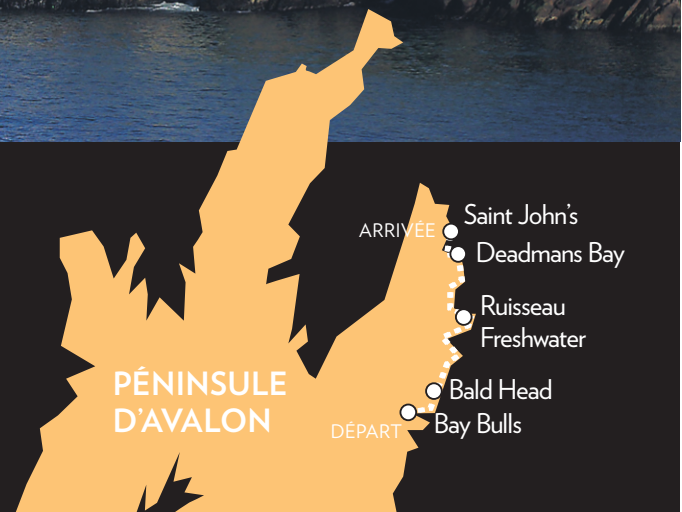 Saint John’s
ARRIVÉE
Deadmans Bay
Ruisseau
Freshwater
PÉNINSULE
D’AVALON
Bald Head
Bay Bulls
DÉPART